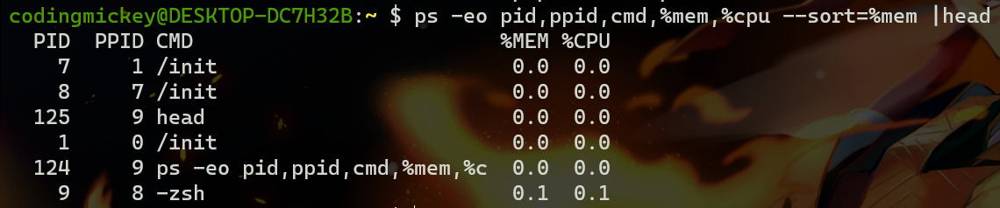 codingmickey@DESKTOP-DC7H32B:~ $ ps -eo pid,ppid,cmd,%mem,%cpu --sort=%mem |head
PID PPID CMD %MEM %CPU
7 1 /init 0.0 0.0
8 7 /init 0.0 0.0
125 9 head 0.0 0.0
1 0 /init 0.0 0.0
124 9 ps -eo pid,ppid,cmd,%mem,%c 0.0 0.0
9 8 -zsh 0.1 0.1